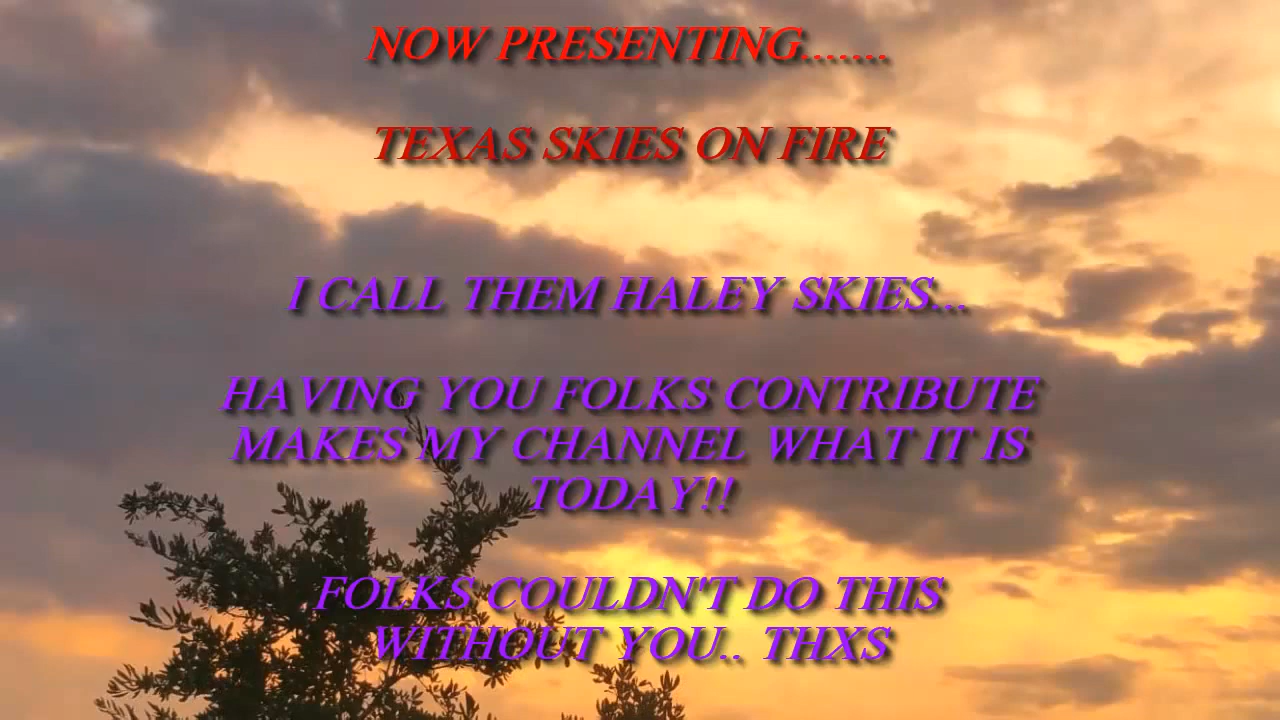 NOW PRESENTING.......
TEXAS SKIES ON FIRE
I CALL THEM HALEY SKIES...
HAVING YOU FOLKS CONTRIBUTE
MAKES MY CHANNEL WHAT IT IS
TODAY!!
FOLKS COULDN'T DO THIS
WITHOUT YOU.. THXS